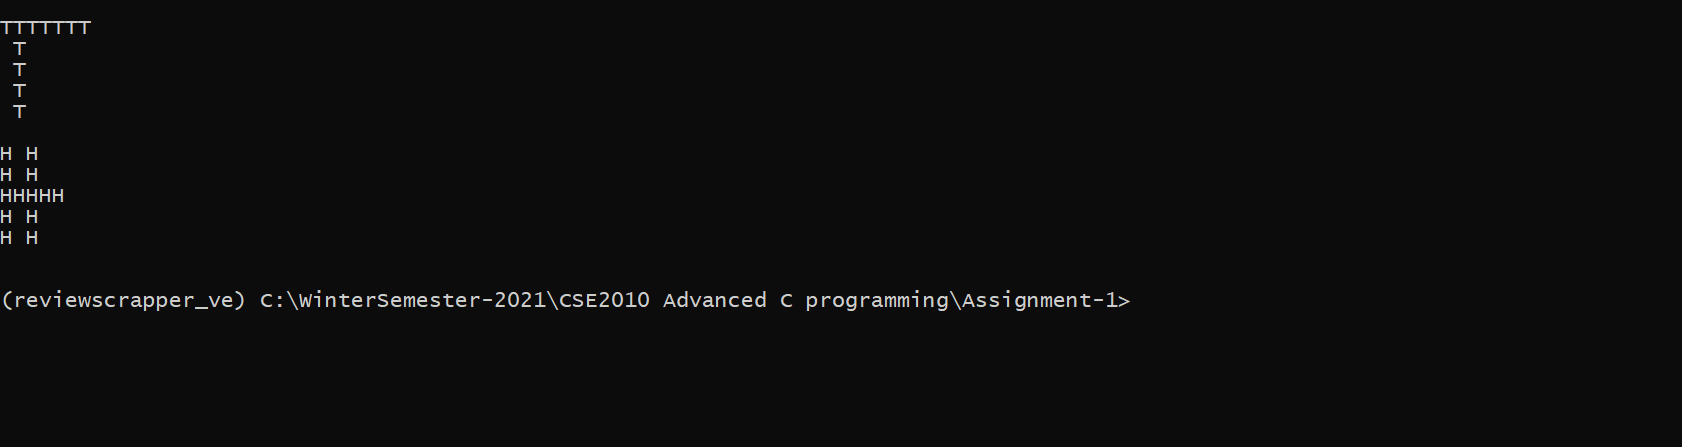 TTTTTTT
 T
 T
 T
 T

H H
H H
HHHHH
H H
H H

(reviewscrapper_ve) C:\WinterSemester-2021\CSE2010 Advanced C programming\Assignment-1>